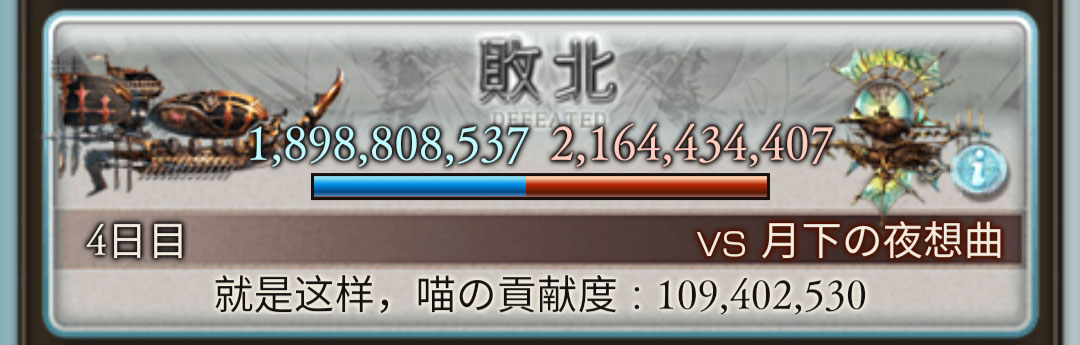 敗北
DEFEATED
1,898,808,537 2,164,434,407
4日目
vs 月下の夜想曲
就是这样，喵の貢献度：109,402,530